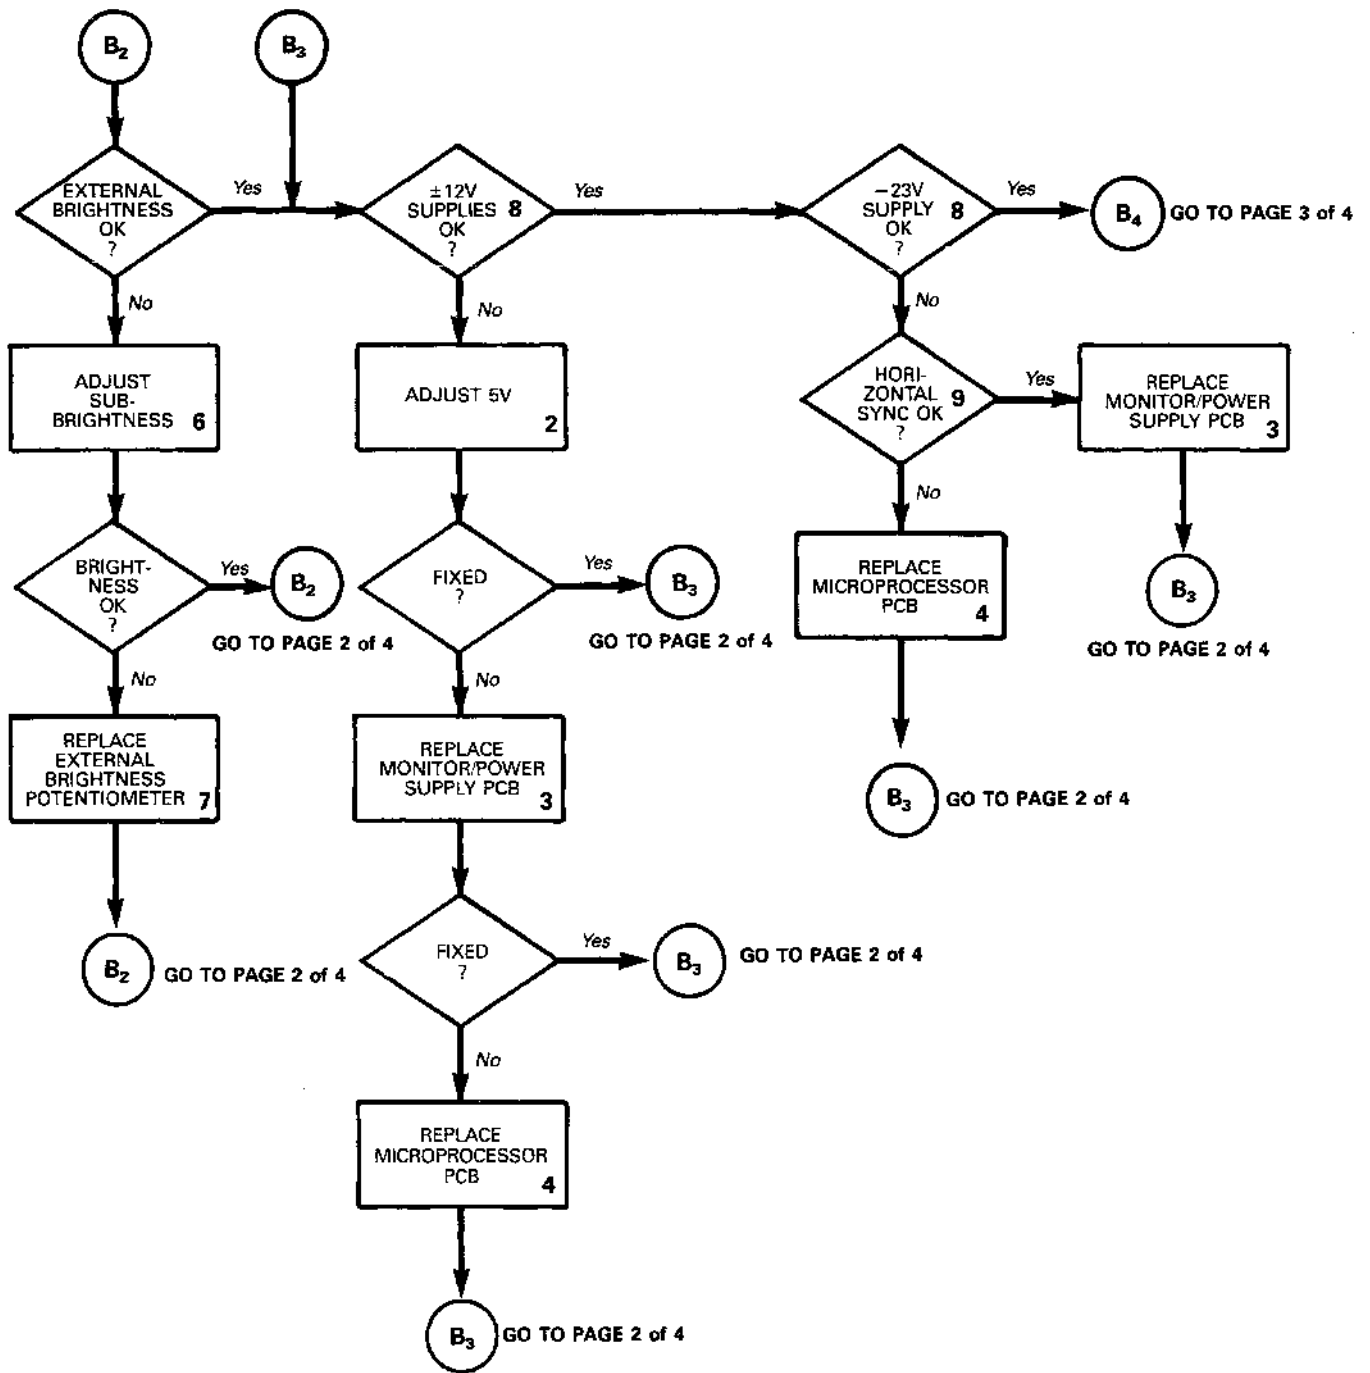 B2
B3
EXTERNAL
BRIGHTNESS
OK
?
Yes
±12V
SUPPLIES 8
OK
?
Yes
−23V
SUPPLY 8
OK
?
Yes
B4 GO TO PAGE 3 of 4
No
No
No
ADJUST
SUB-
BRIGHTNESS 6
ADJUST 5V
2
HORI-
ZONTAL 9
SYNC OK
?
Yes
REPLACE
MONITOR/POWER
SUPPLY PCB 3
No
BRIGHT-
NESS
OK
?
Yes
B2
GO TO PAGE 2 of 4
FIXED
?
Yes
B3
GO TO PAGE 2 of 4
REPLACE
MICROPROCESSOR
PCB 4
B3
GO TO PAGE 2 of 4
No
No
REPLACE
EXTERNAL
BRIGHTNESS
POTENTIOMETER 7
REPLACE
MONITOR/POWER
SUPPLY PCB 3
B3 GO TO PAGE 2 of 4
B2 GO TO PAGE 2 of 4
FIXED
?
Yes
B3 GO TO PAGE 2 of 4
No
REPLACE
MICROPROCESSOR
PCB 4
B3 GO TO PAGE 2 of 4